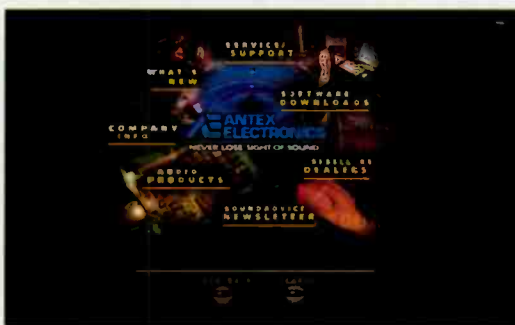 SERVICE/
SUPPORT
WHAT'S
NEW
SOFTWARE
DOWNLOADS
ANTEX
ELECTRONICS
NEVER LOSE SIGHT OF SOUND
COMPANY
INFO
DEALERS
AUDIO
PRODUCTS
NEWSLETTER